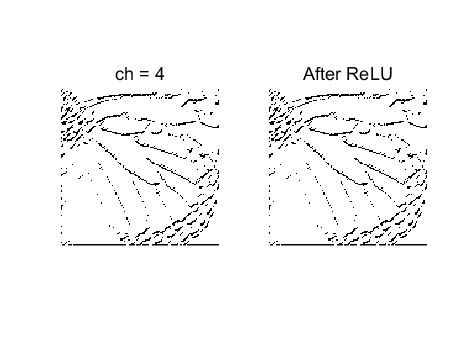 ch = 4
After ReLU